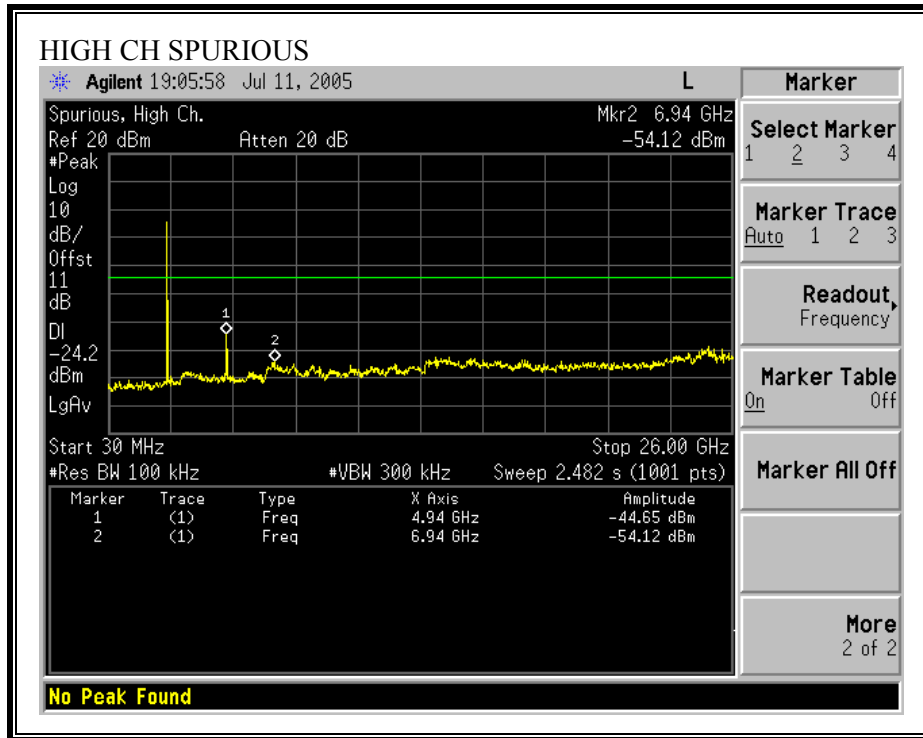 HIGH CH SPURIOUS
Agilent 19:05:58 Jul 11, 2005 L
Spurious, High Ch. Mkr2 6.94 GHz
Ref 20 dBm Atten 20 dB -54.12 dBm
#Peak
Log
10
dB/
Offst
11
dB
DI
-24.2
dBm
LgAv
1
2
Start 30 MHz Stop 26.00 GHz
#Res BW 100 kHz #VBW 300 kHz Sweep 2.482 s (1001 pts)
Marker Trace Type X Axis Amplitude
1 (1) Freq 4.94 GHz -44.65 dBm
2 (1) Freq 6.94 GHz -54.12 dBm
No Peak Found
Marker
Select Marker
1 2 3 4
Marker Trace
Auto 1 2 3
Readout
Frequency
Marker Table
On Off
Marker All Off
More
2 of 2